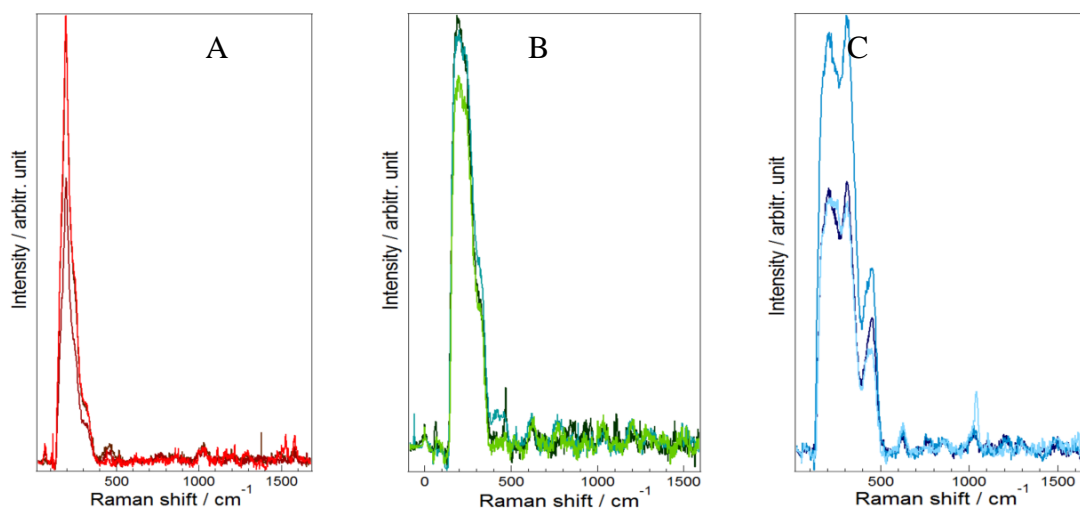 A
B
C
Intensity / arbitr. unit
Intensity / arbitr. unit
Intensity / arbitr. unit
500 1000 1500
0 500 1000 1500
500 1000 1500
Raman shift / cm⁻¹
Raman shift / cm⁻¹
Raman shift / cm⁻¹